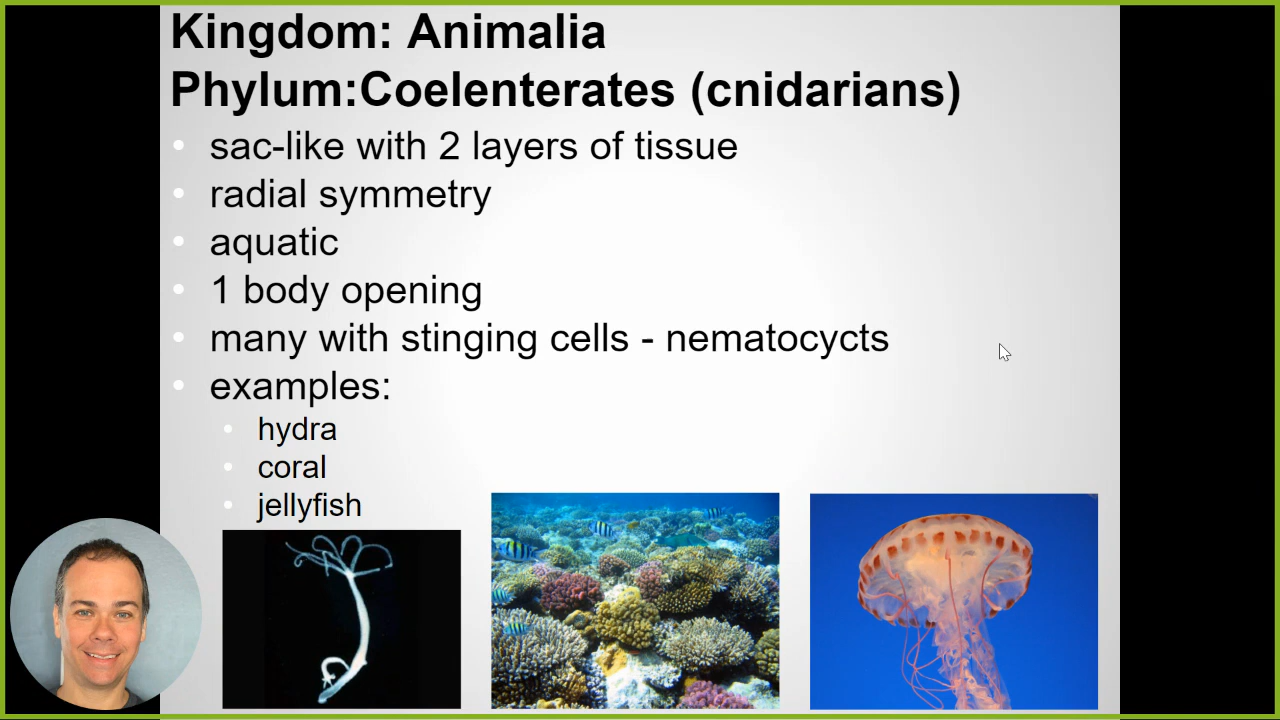 Kingdom: Animalia
Phylum:Coelenterates (cnidarians)
• sac-like with 2 layers of tissue
• radial symmetry
• aquatic
• 1 body opening
• many with stinging cells - nematocycts
• examples:
• hydra
• coral
• jellyfish